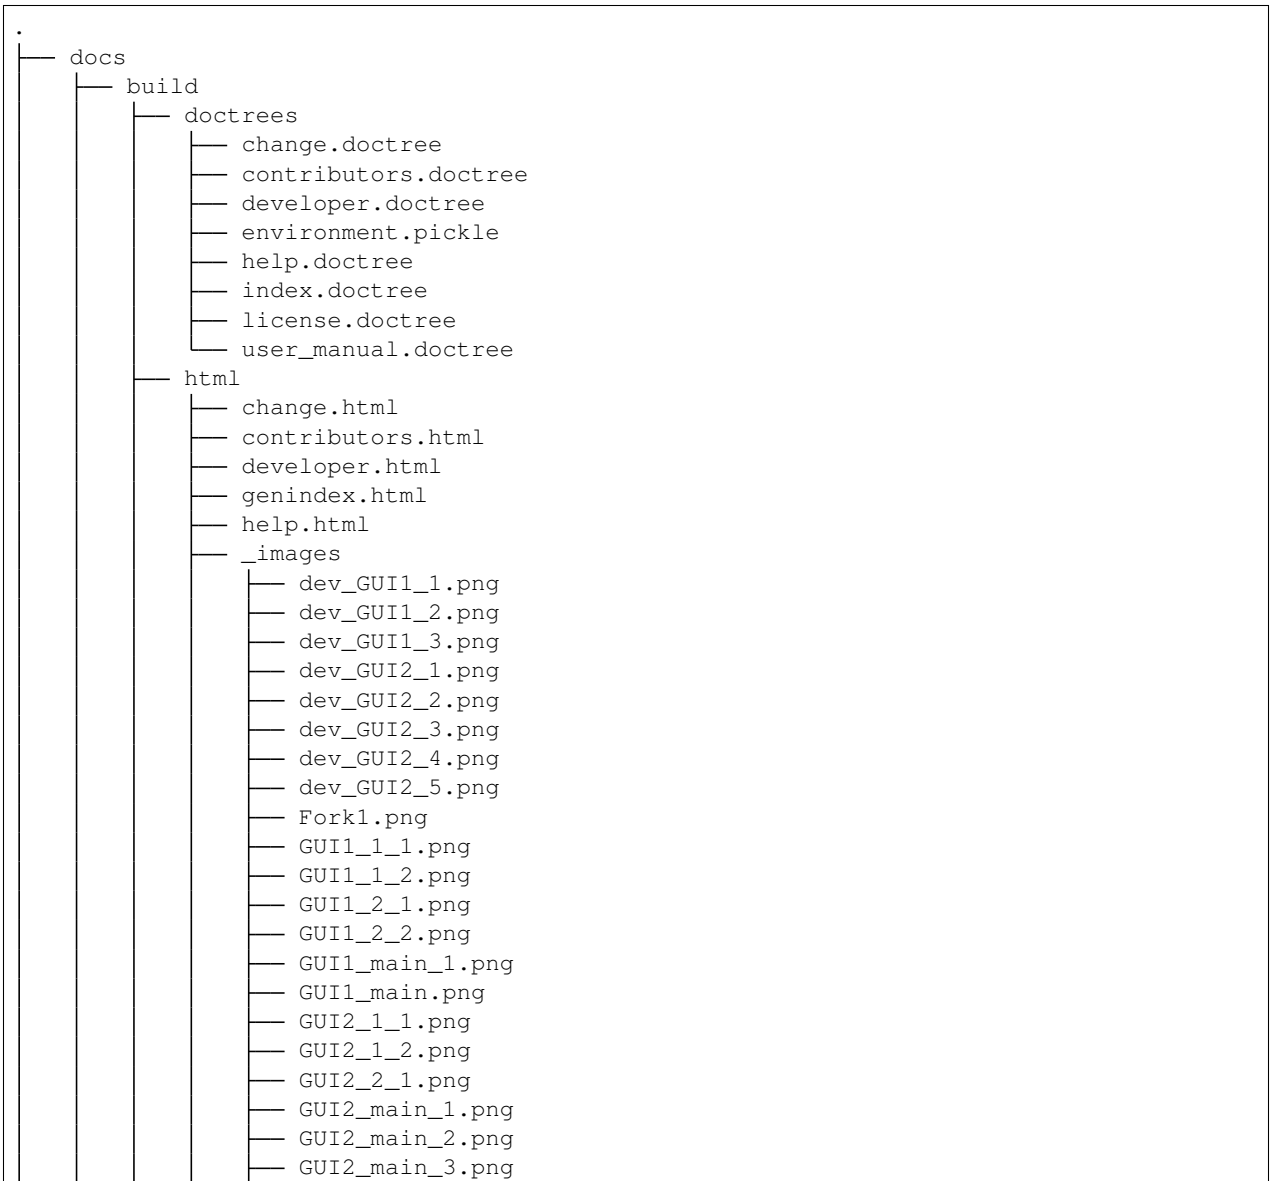 .
├── docs
│   ├── build
│   │   ├── doctrees
│   │   │   ├── change.doctree
│   │   │   ├── contributors.doctree
│   │   │   ├── developer.doctree
│   │   │   ├── environment.pickle
│   │   │   ├── help.doctree
│   │   │   ├── index.doctree
│   │   │   ├── license.doctree
│   │   │   └── user_manual.doctree
│   │   ├── html
│   │   │   ├── change.html
│   │   │   ├── contributors.html
│   │   │   ├── developer.html
│   │   │   ├── genindex.html
│   │   │   ├── help.html
│   │   │   ├── _images
│   │   │   │   ├── dev_GUI1_1.png
│   │   │   │   ├── dev_GUI1_2.png
│   │   │   │   ├── dev_GUI1_3.png
│   │   │   │   ├── dev_GUI2_1.png
│   │   │   │   ├── dev_GUI2_2.png
│   │   │   │   ├── dev_GUI2_3.png
│   │   │   │   ├── dev_GUI2_4.png
│   │   │   │   ├── dev_GUI2_5.png
│   │   │   │   ├── Fork1.png
│   │   │   │   ├── GUI1_1_1.png
│   │   │   │   ├── GUI1_1_2.png
│   │   │   │   ├── GUI1_2_1.png
│   │   │   │   ├── GUI1_2_2.png
│   │   │   │   ├── GUI1_main_1.png
│   │   │   │   ├── GUI1_main.png
│   │   │   │   ├── GUI2_1_1.png
│   │   │   │   ├── GUI2_1_2.png
│   │   │   │   ├── GUI2_2_1.png
│   │   │   │   ├── GUI2_main_1.png
│   │   │   │   ├── GUI2_main_2.png
│   │   │   │   ├── GUI2_main_3.png